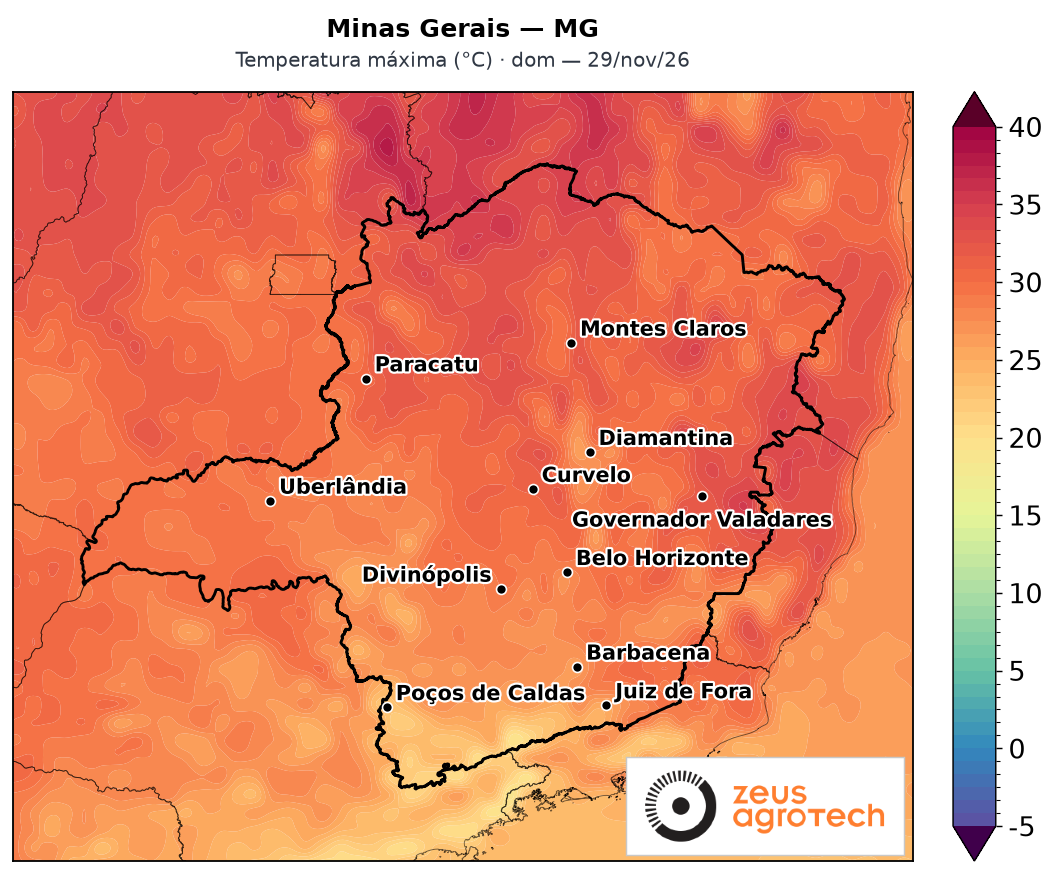 Minas Gerais — MG
Temperatura máxima (°C) · dom — 29/nov/26
40
35
30
25
20
15
10
5
0
-5
Montes Claros
Paracatu
Diamantina
Curvelo
Uberlândia
Governador Valadares
Belo Horizonte
Divinópolis
Barbacena
Poços de Caldas
Juiz de Fora
zeus
agrotech